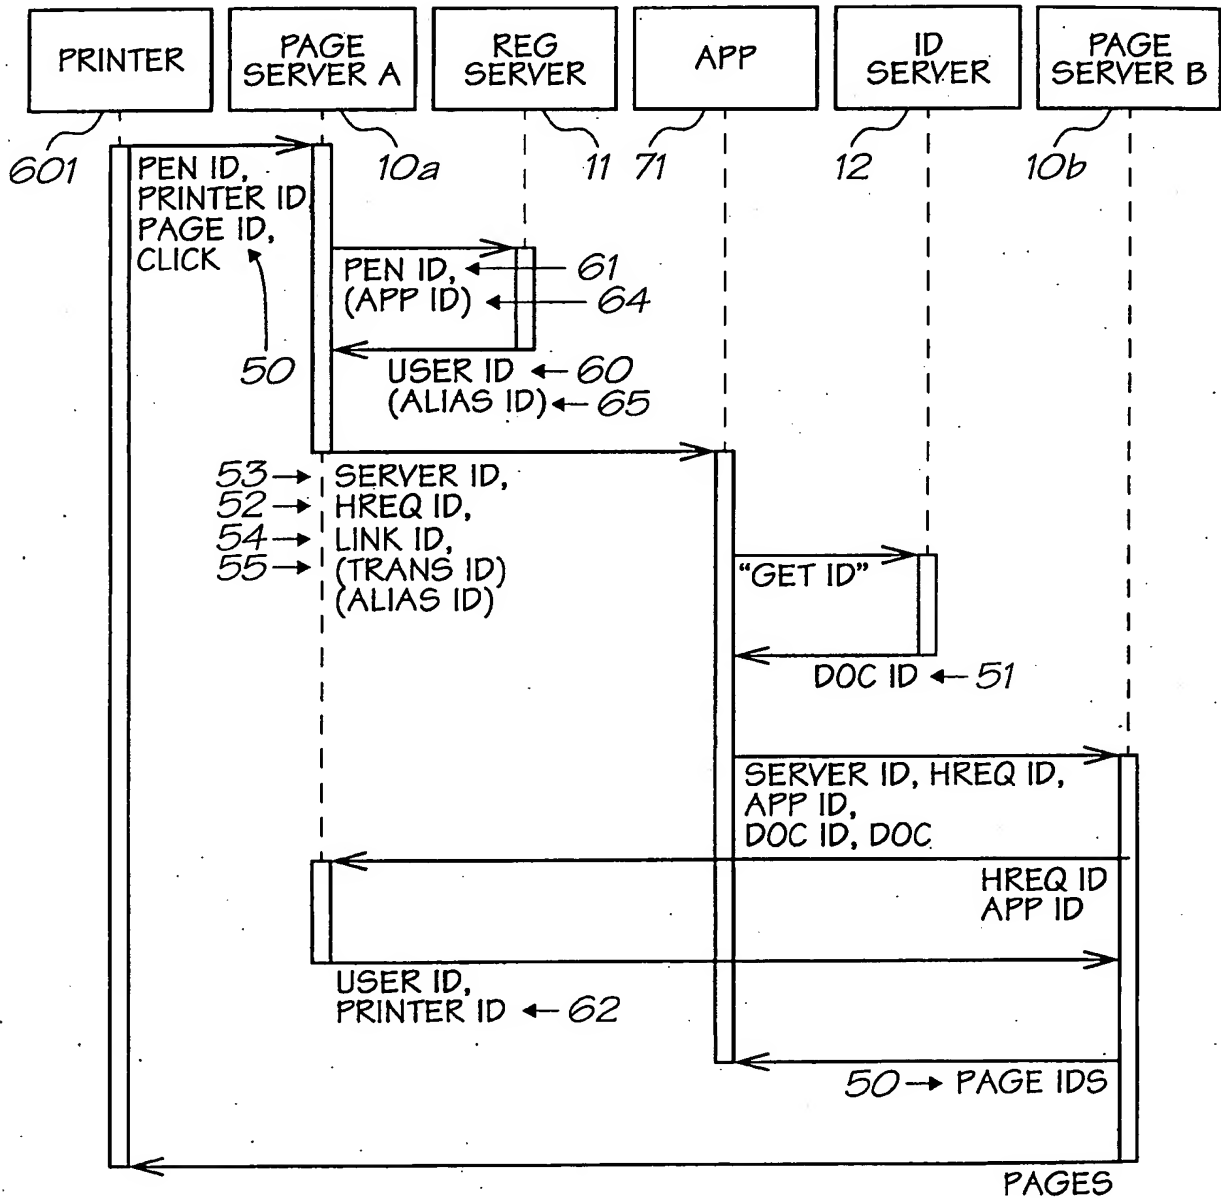 PRINTER
PAGE
SERVER A
REG
SERVER
APP
ID
SERVER
PAGE
SERVER B
601
10a
11
71
12
10b
PEN ID,
PRINTER ID
PAGE ID,
CLICK
50
PEN ID,
61
(APP ID)
64
USER ID
60
(ALIAS ID)
65
53
SERVER ID,
52
HREQ ID,
54
LINK ID,
55
(TRANS ID)
(ALIAS ID)
"GET ID"
DOC ID
51
SERVER ID, HREQ ID,
APP ID,
DOC ID, DOC
HREQ ID
APP ID
USER ID,
PRINTER ID
62
50
PAGE IDS
PAGES